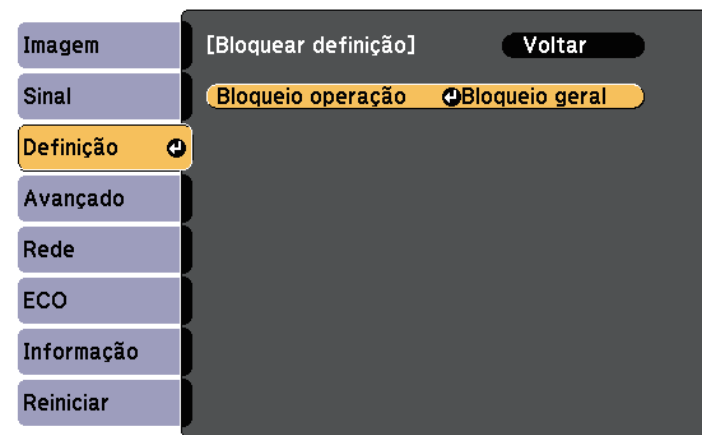 Imagem
Sinal
Definição
Avançado
Rede
ECO
Informação
Reiniciar
[Bloquear definição] Voltar
Bloqueio operação Bloqueio geral